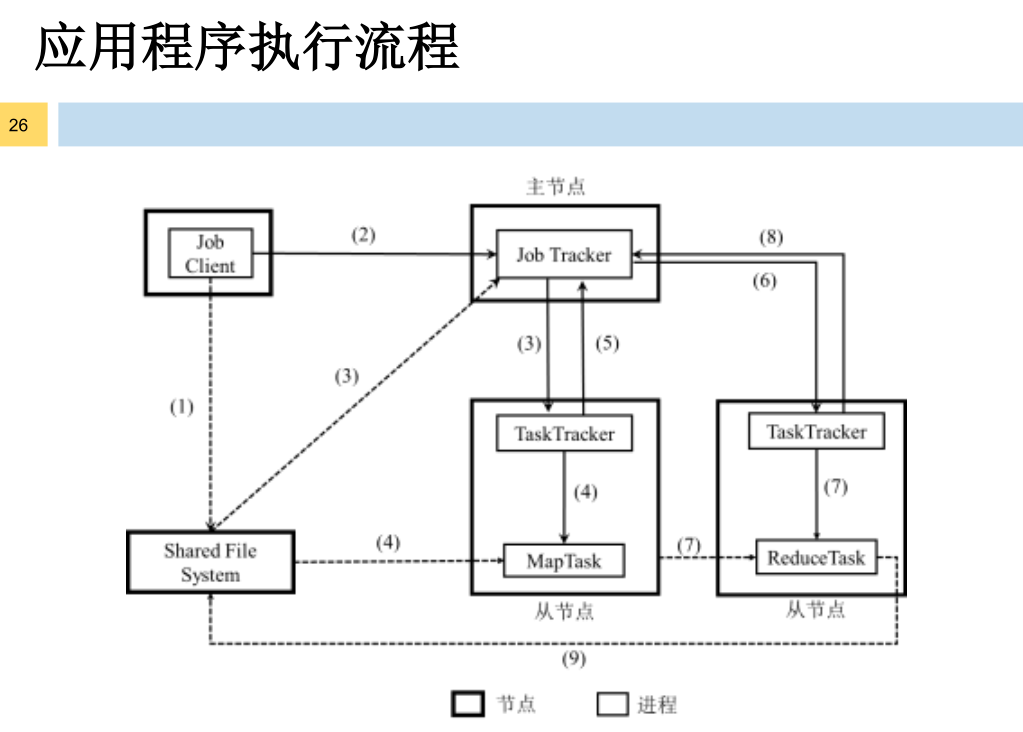 应用程序执行流程
26
主节点
Job
Client
(2)
Job Tracker
(8)
(6)
(3)
(5)
(3)
(1)
TaskTracker
TaskTracker
(4)
(7)
Shared File
System
(4)
MapTask
(7)
ReduceTask
从节点
从节点
(9)
节点
进程